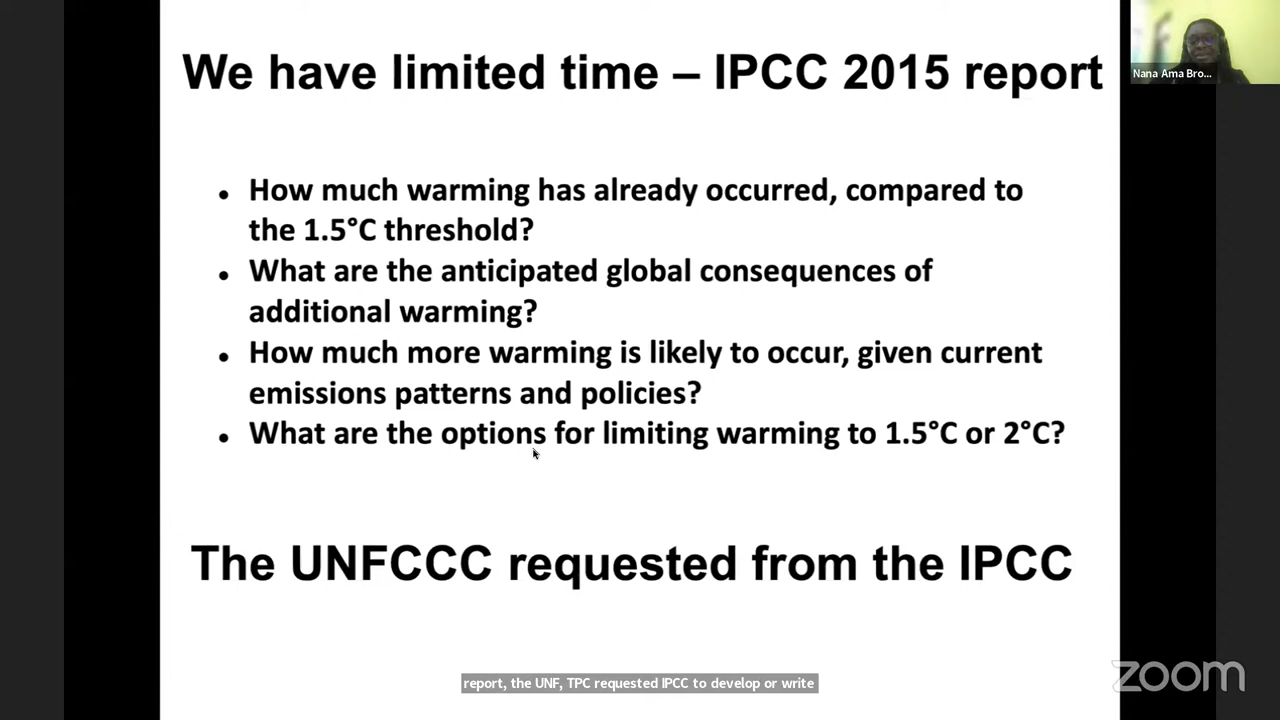 We have limited time – IPCC 2015 report
Nana Ama Bro...
• How much warming has already occurred, compared to
the 1.5°C threshold?
• What are the anticipated global consequences of
additional warming?
• How much more warming is likely to occur, given current
emissions patterns and policies?
• What are the options for limiting warming to 1.5°C or 2°C?
The UNFCCC requested from the IPCC
report, the UNF, TPC requested IPCC to develop or write
zoom